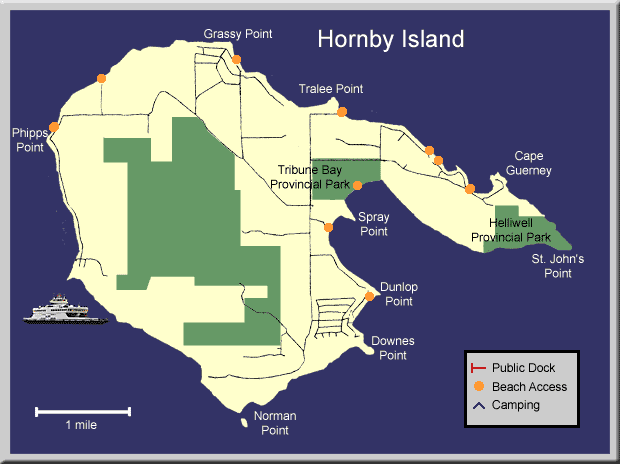 Hornby Island
Grassy Point
Tralee Point
Phipps
Point
Cape
Guerney
Tribune Bay
Provincial Park
Spray
Point
Helliwell
Provincial Park
St. John's
Point
Dunlop
Point
Downes
Point
Norman
Point
1 mile
Public Dock
Beach Access
Camping